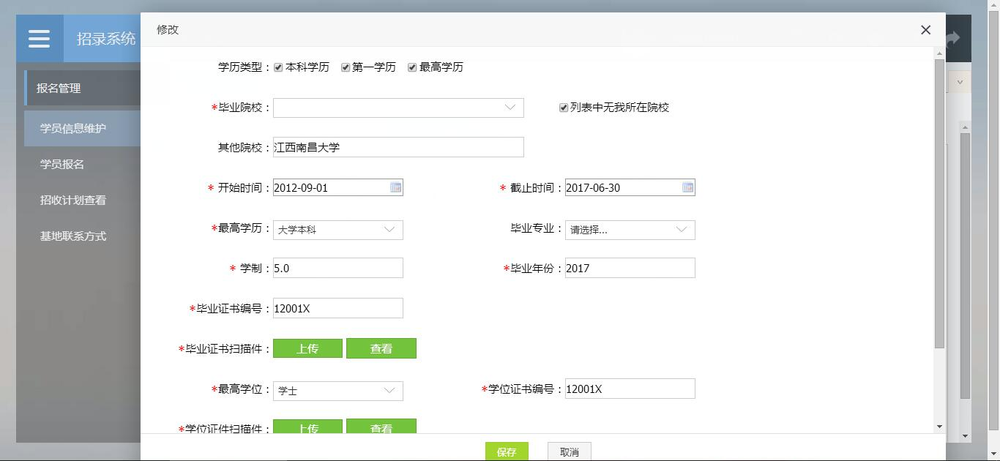 招录系统
修改
报名管理
学员信息维护
学员报名
招收计划查看
基地联系方式
学历类型： 本科学历 第一学历 最高学历
*毕业院校： 列表中无我所在院校
其他院校： 江西南昌大学
* 开始时间： 2012-09-01 * 截止时间： 2017-06-30
*最高学历： 大学本科 毕业专业： 请选择...
* 学制： 5.0 *毕业年份： 2017
*毕业证书编号： 12001X
*毕业证书扫描件： 上传 查看
*最高学位： 学士 *学位证书编号： 12001X
*学位证件扫描件： 上传 查看
保存 取消